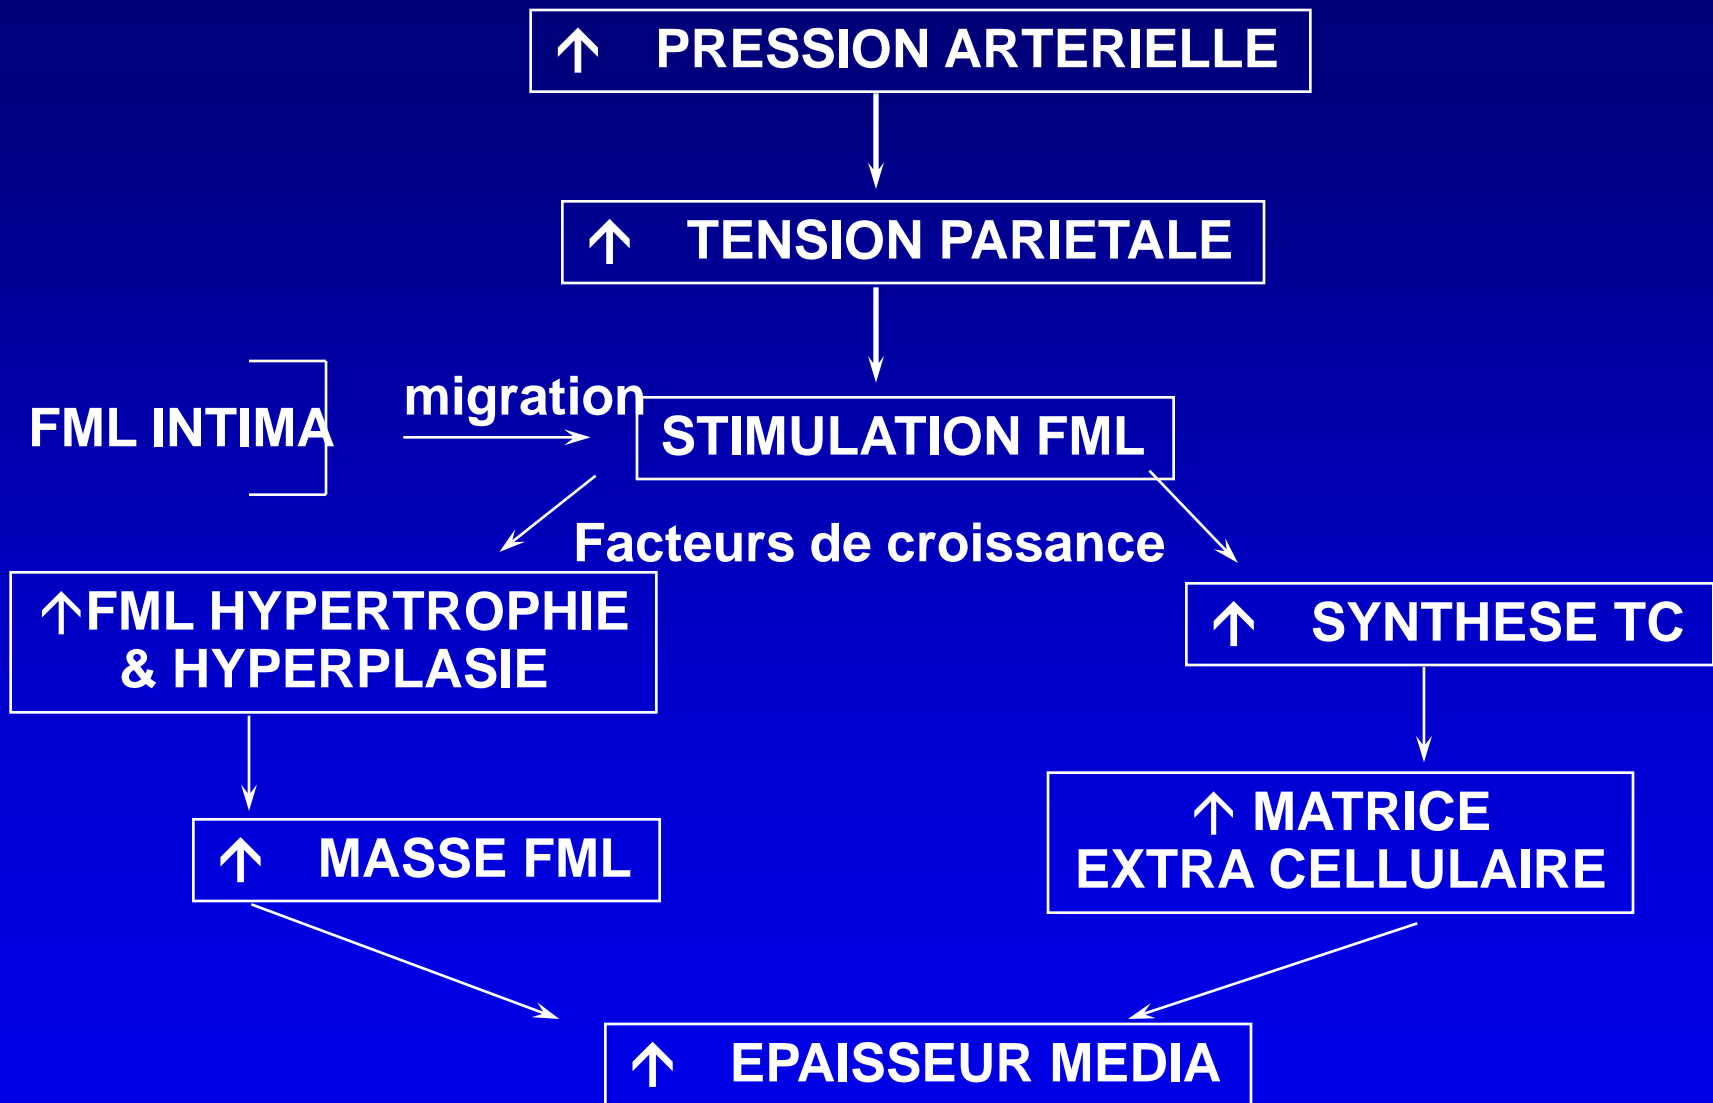 ↑ PRESSION ARTERIELLE
↑ TENSION PARIETALE
migration
FML INTIMA
STIMULATION FML
Facteurs de croissance
↑FML HYPERTROPHIE
& HYPERPLASIE
↑ SYNTHESE TC
↑ MASSE FML
↑ MATRICE
EXTRA CELLULAIRE
↑ EPAISSEUR MEDIA